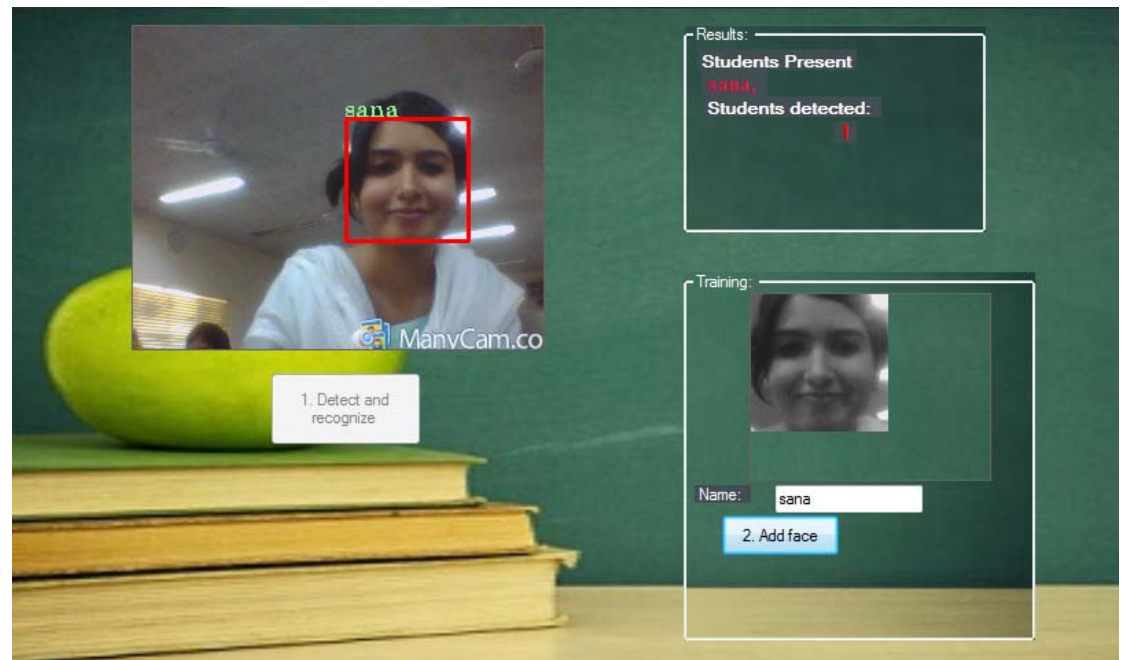 sana
ManyCam.co
1. Detect and
recognize
Results:
Students Present
sana,
Students detected:
1
Training:
Name:
sana
2. Add face